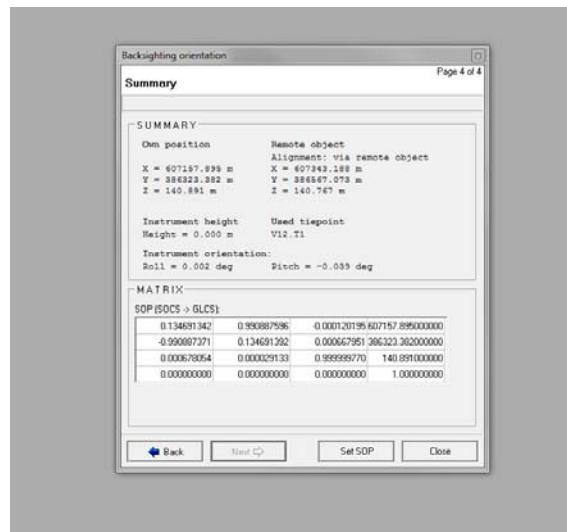 Backsighting orientation
Page 4 of 4
Summary
SUMMARY
Own position Remote object
Alignment: via remote object
X = 607157.895 m X = 607343.188 m
Y = 386323.382 m Y = 386567.073 m
Z = 140.891 m Z = 140.767 m
Instrument height Used tiepoint
Height = 0.000 m V12.T1
Instrument orientation:
Roll = 0.002 deg Pitch = -0.039 deg
MATRIX
SOP (SOCS -> GLCS):
0.134691342 0.990887596 -0.000120195 607157.895000000
-0.990887371 0.134691392 0.000667951 386323.382000000
0.000678054 0.000029133 0.999999770 140.891000000
0.000000000 0.000000000 0.000000000 1.000000000
Back Next Set SOP Close